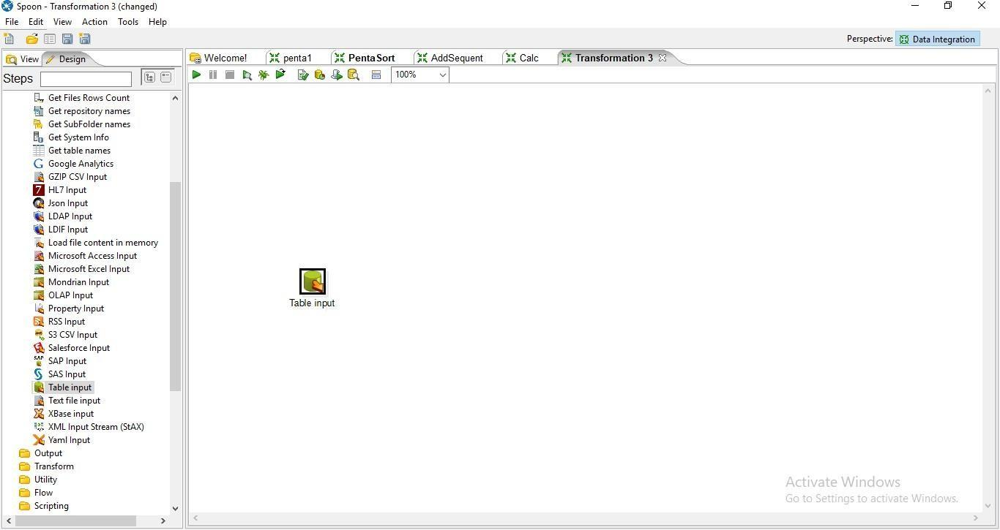 Spoon - Transformation 3 (changed)
File Edit View Action Tools Help
Perspective: Data Integration
View Design
Welcome! penta1 PentaSort AddSequent Calc Transformation 3
Steps
100%
Get Files Rows Count
Get repository names
Get SubFolder names
Get System Info
Get table names
Google Analytics
GZIP CSV Input
HL7 Input
Json Input
LDAP Input
LDIF Input
Load file content in memory
Microsoft Access Input
Microsoft Excel Input
Mondrian Input
OLAP Input
Property Input
RSS Input
S3 CSV Input
Salesforce Input
SAP Input
SAS Input
Table input
Text file input
XBase input
XML Input Stream (StAX)
Yaml Input
Output
Transform
Utility
Flow
Scripting
Table input
Activate Windows
Go to Settings to activate Windows.